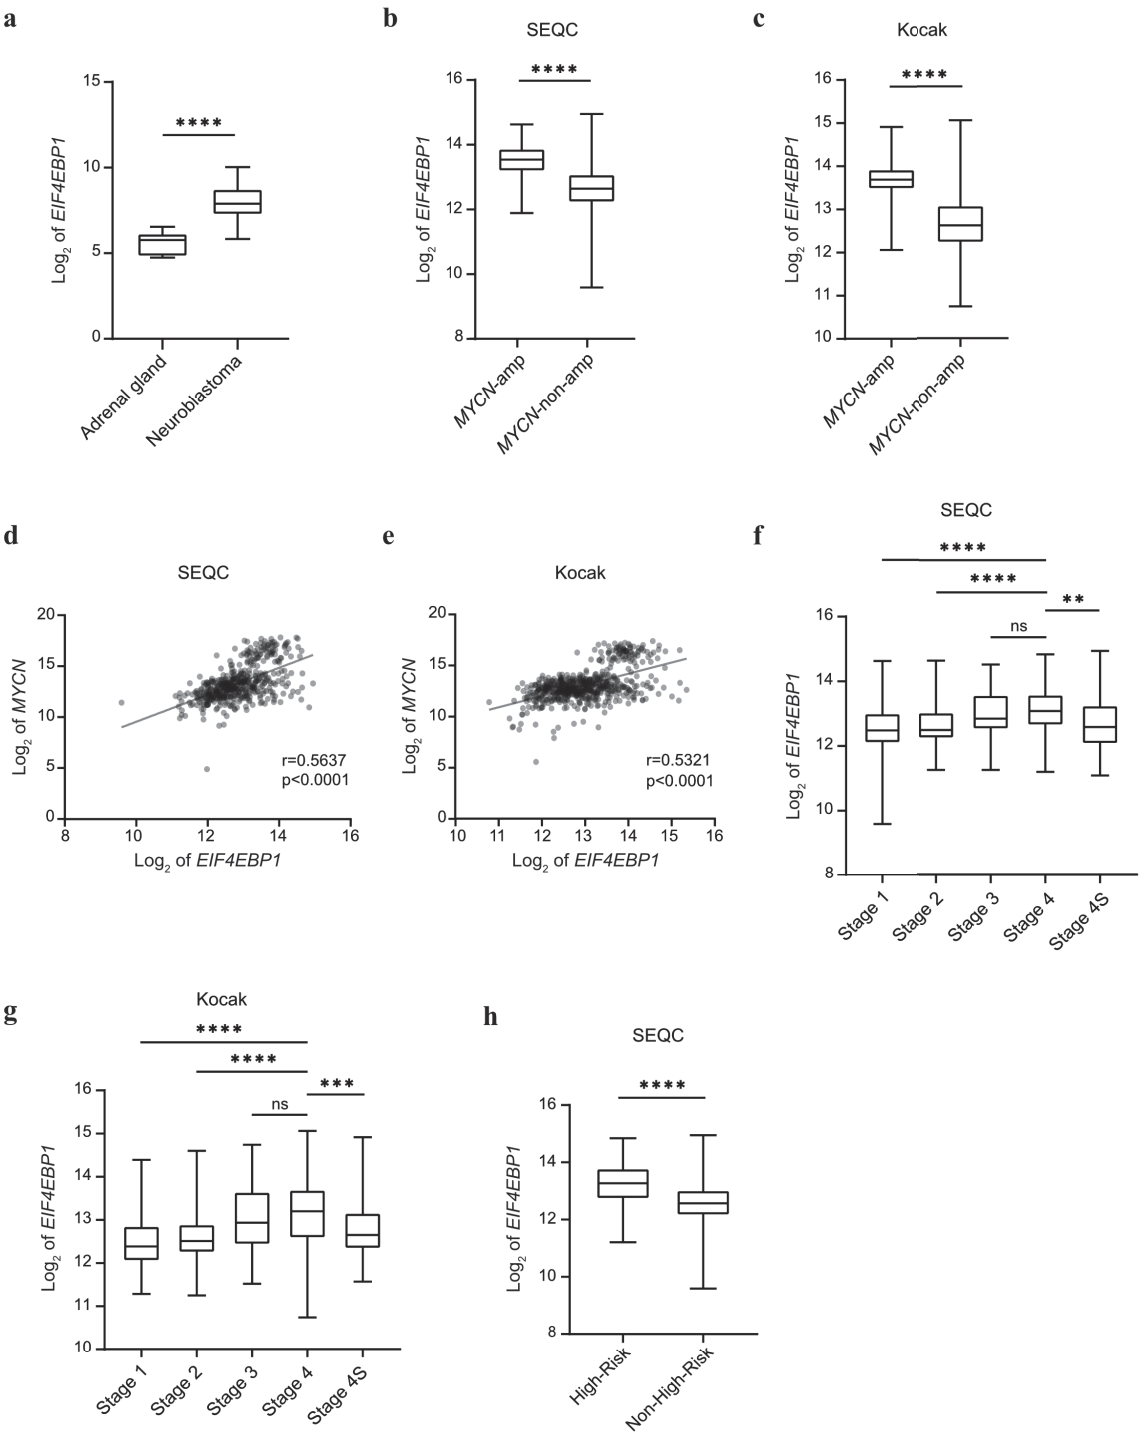 a
15
10
5
0
Log2 of EIF4EBP1
****
Adrenal gland
Neuroblastoma
b
SEQC
16
14
12
10
8
Log2 of EIF4EBP1
****
MYCN-amp
MYCN-non-amp
c
Kocak
16
15
14
13
12
11
10
Log2 of EIF4EBP1
****
MYCN-amp
MYCN-non-amp
d
SEQC
20
15
10
5
0
Log2 of MYCN
r=0.5637
p<0.0001
8 10 12 14 16
Log2 of EIF4EBP1
e
Kocak
20
15
10
5
0
Log2 of MYCN
r=0.5321
p<0.0001
10 11 12 13 14 15 16
Log2 of EIF4EBP1
f
SEQC
****
****
**
ns
16
14
12
10
8
Log2 of EIF4EBP1
Stage 1
Stage 2
Stage 3
Stage 4
Stage 4S
g
Kocak
****
****
***
ns
16
15
14
13
12
11
10
Log2 of EIF4EBP1
Stage 1
Stage 2
Stage 3
Stage 4
Stage 4S
h
SEQC
****
16
14
12
10
8
Log2 of EIF4EBP1
High-Risk
Non-High-Risk